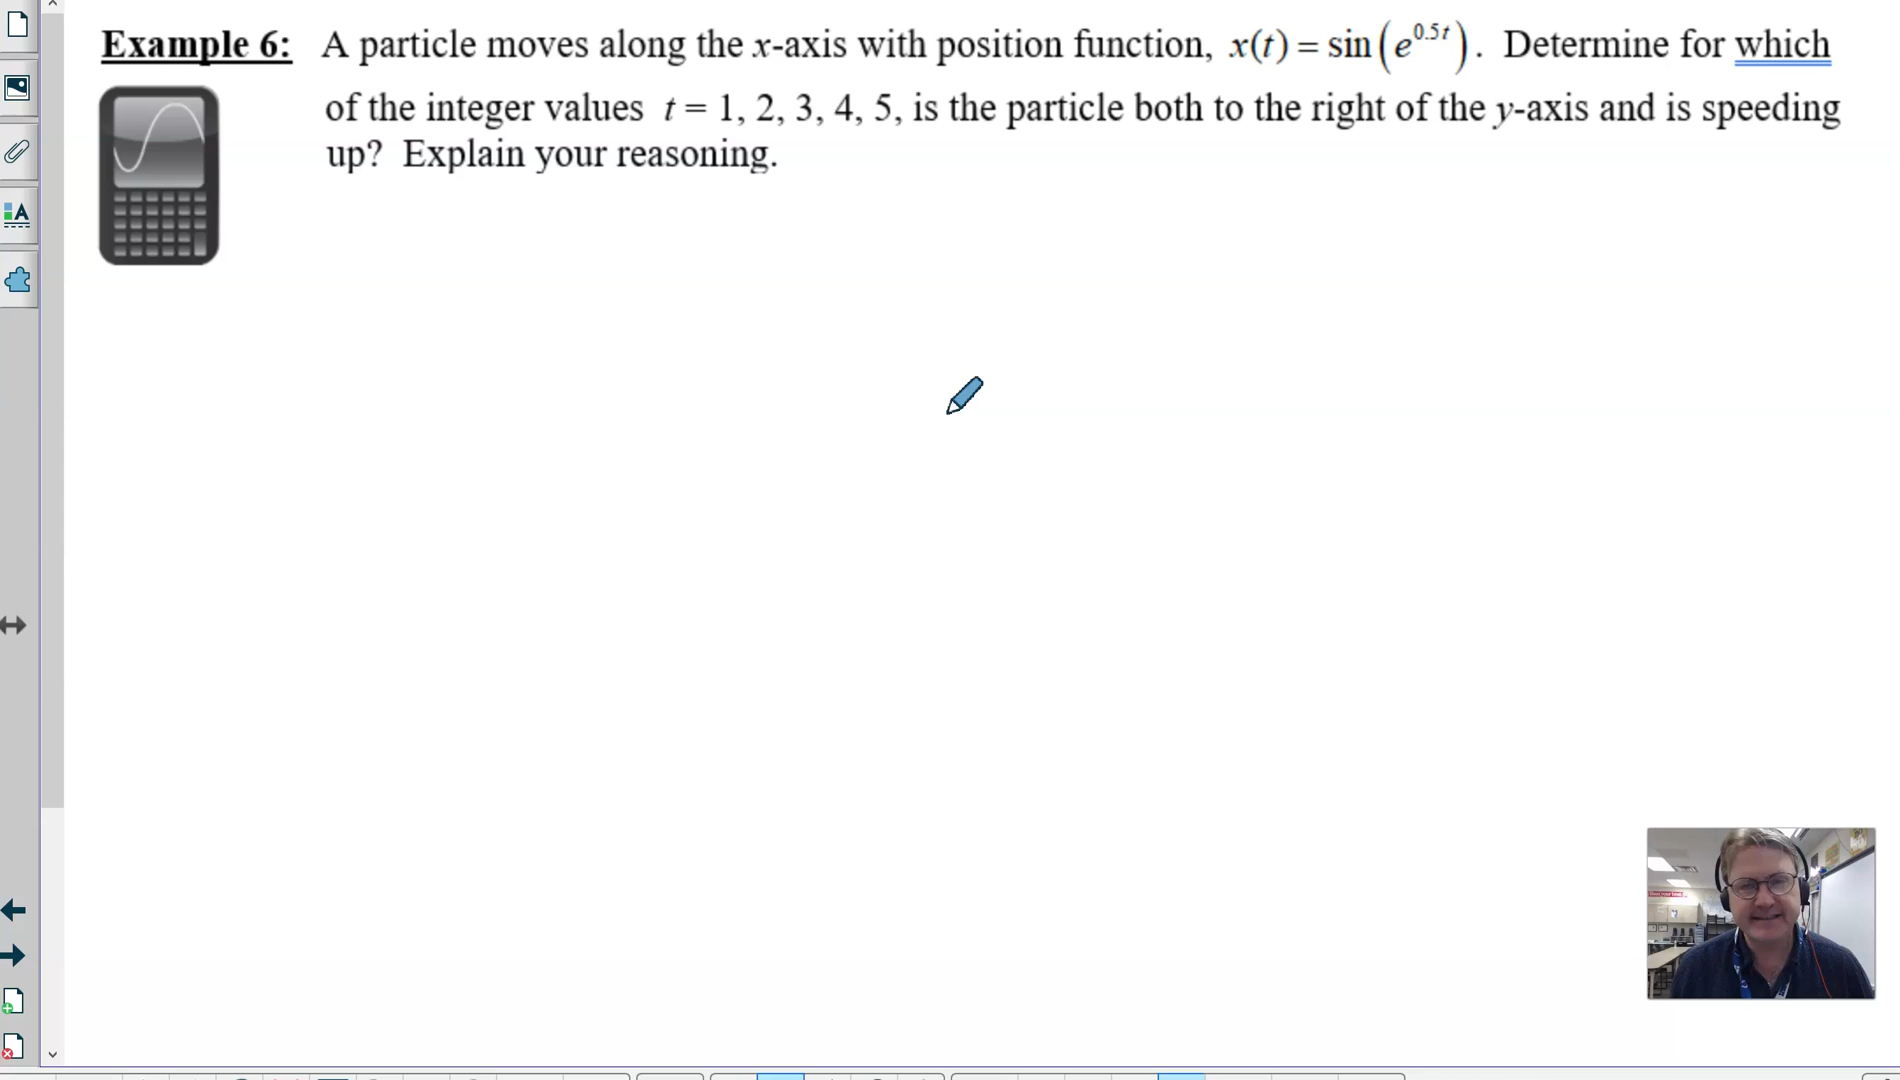 Example 6: A particle moves along the x-axis with position function, x(t) = sin(e^{0.5t}). Determine for which
of the integer values t = 1, 2, 3, 4, 5, is the particle both to the right of the y-axis and is speeding
up? Explain your reasoning.